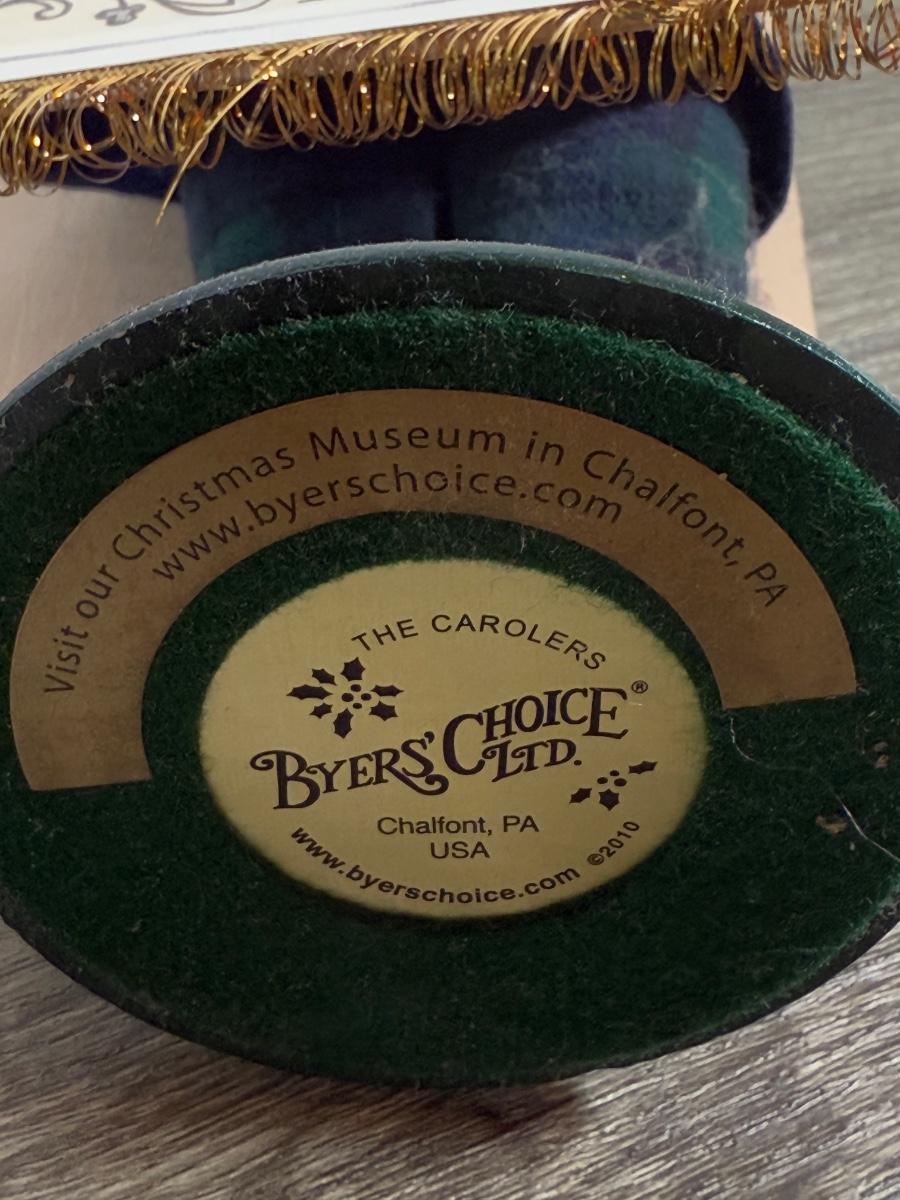 Visit our Christmas Museum in Chalfont, PA
www.byerschoice.com
THE CAROLERS
BYERS' CHOICE®
LTD.
Chalfont, PA
USA
www.byerschoice.com ©2010